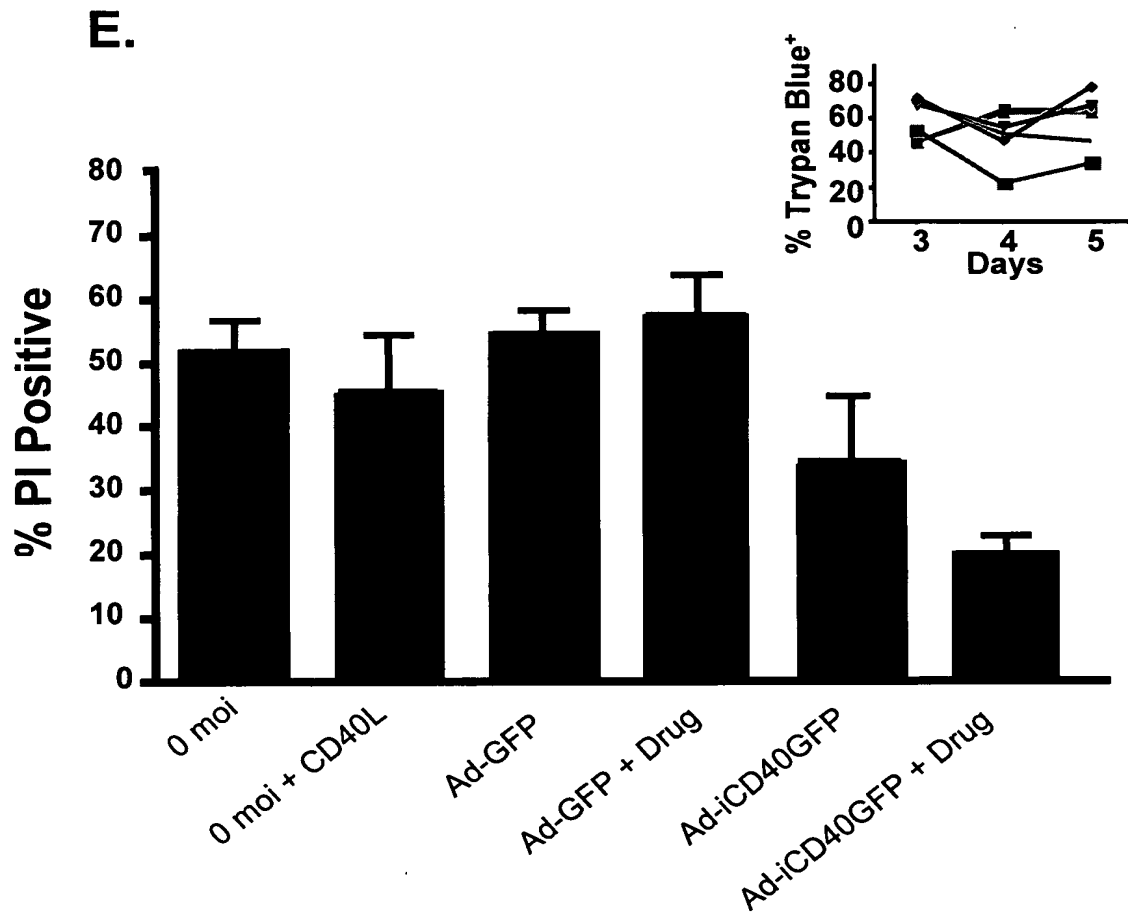 E.
% Trypan Blue+
80
60
40
20
0
3 4 5
Days
% PI Positive
80
70
60
50
40
30
20
10
0
0 moi
0 moi + CD40L
Ad-GFP
Ad-GFP + Drug
Ad-iCD40GFP
Ad-iCD40GFP + Drug